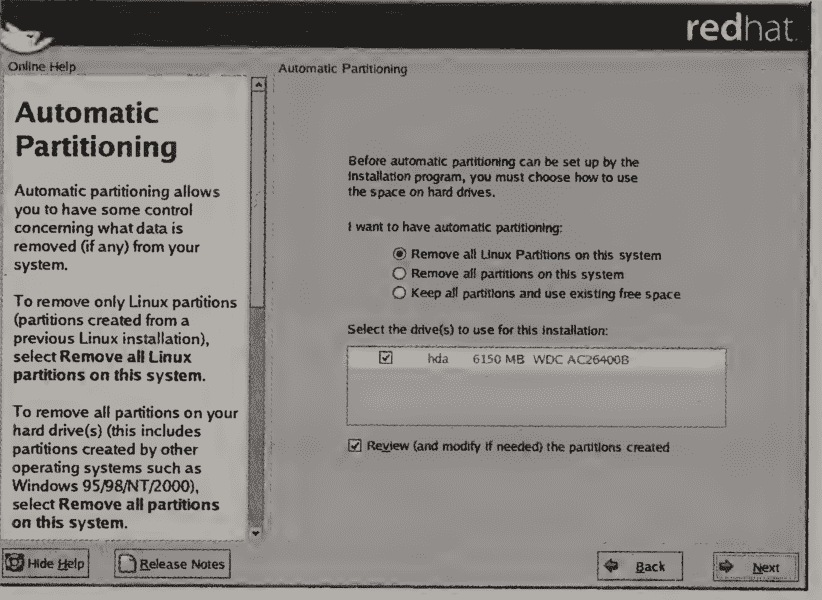 redhat.
Online Help
Automatic Partitioning
Automatic
Partitioning
Automatic partitioning allows
you to have some control
concerning what data is
removed (if any) from your
system.
To remove only Linux partitions
(partitions created from a
previous Linux installation),
select Remove all Linux
partitions on this system.
To remove all partitions on your
hard drive(s) (this includes
partitions created by other
operating systems such as
Windows 95/98/NT/2000),
select Remove all partitions
on this system.
Before automatic partitioning can be set up by the
installation program, you must choose how to use
the space on hard drives.
I want to have automatic partitioning:
Remove all Linux Partitions on this system
Remove all partitions on this system
Keep all partitions and use existing free space
Select the drive(s) to use for this installation:
hda 6150 MB WDC AC26400B
Review (and modify if needed) the partitions created
Hide Help
Release Notes
Back
Next